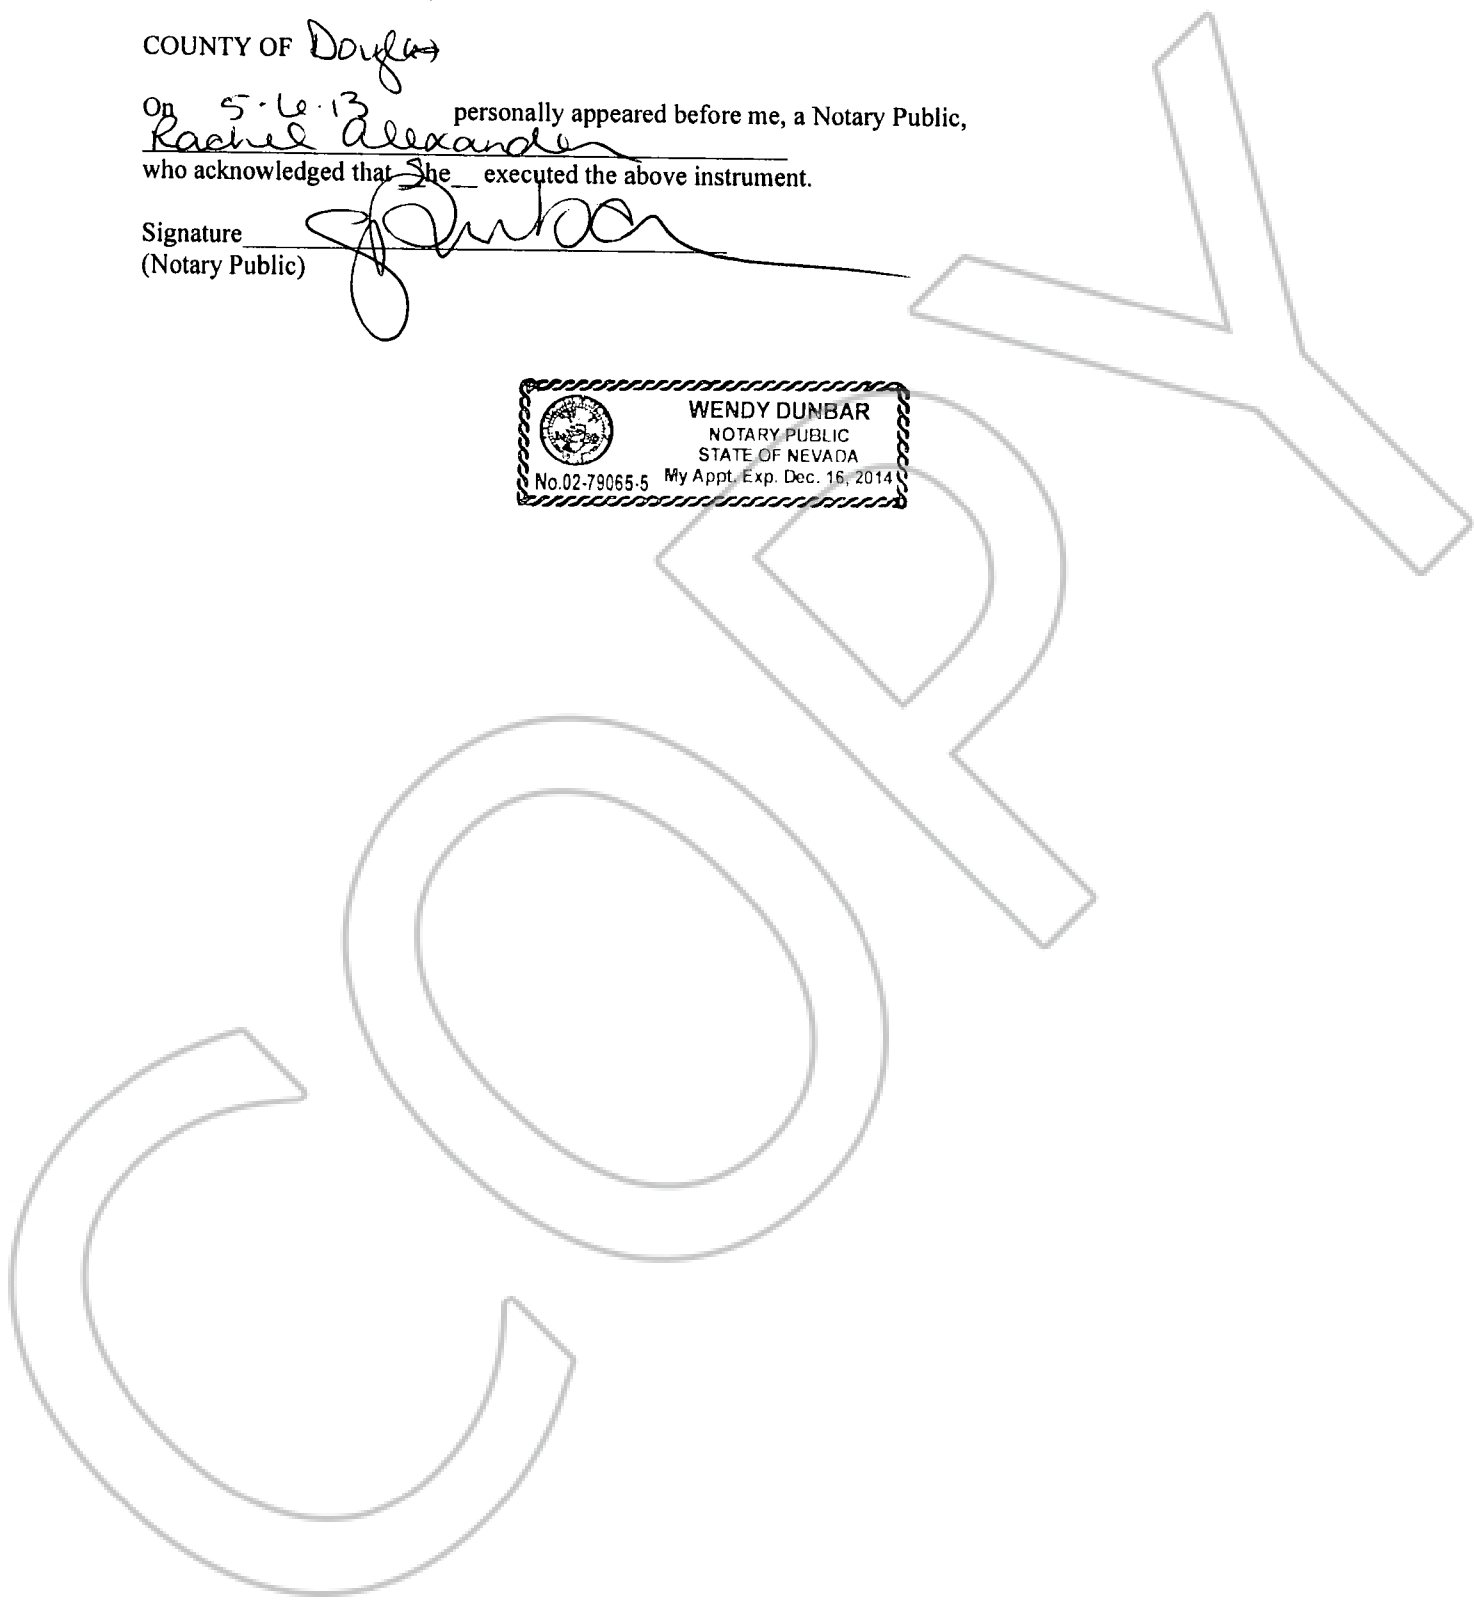 COUNTY OF Douglas
On 5-6-13 personally appeared before me, a Notary Public,
Rachel Alexander
who acknowledged that She__ executed the above instrument.
Signature
(Notary Public)
WENDY DUNBAR
NOTARY PUBLIC
STATE OF NEVADA
No.02-79065-5 My Appt. Exp. Dec. 16, 2014
COPY